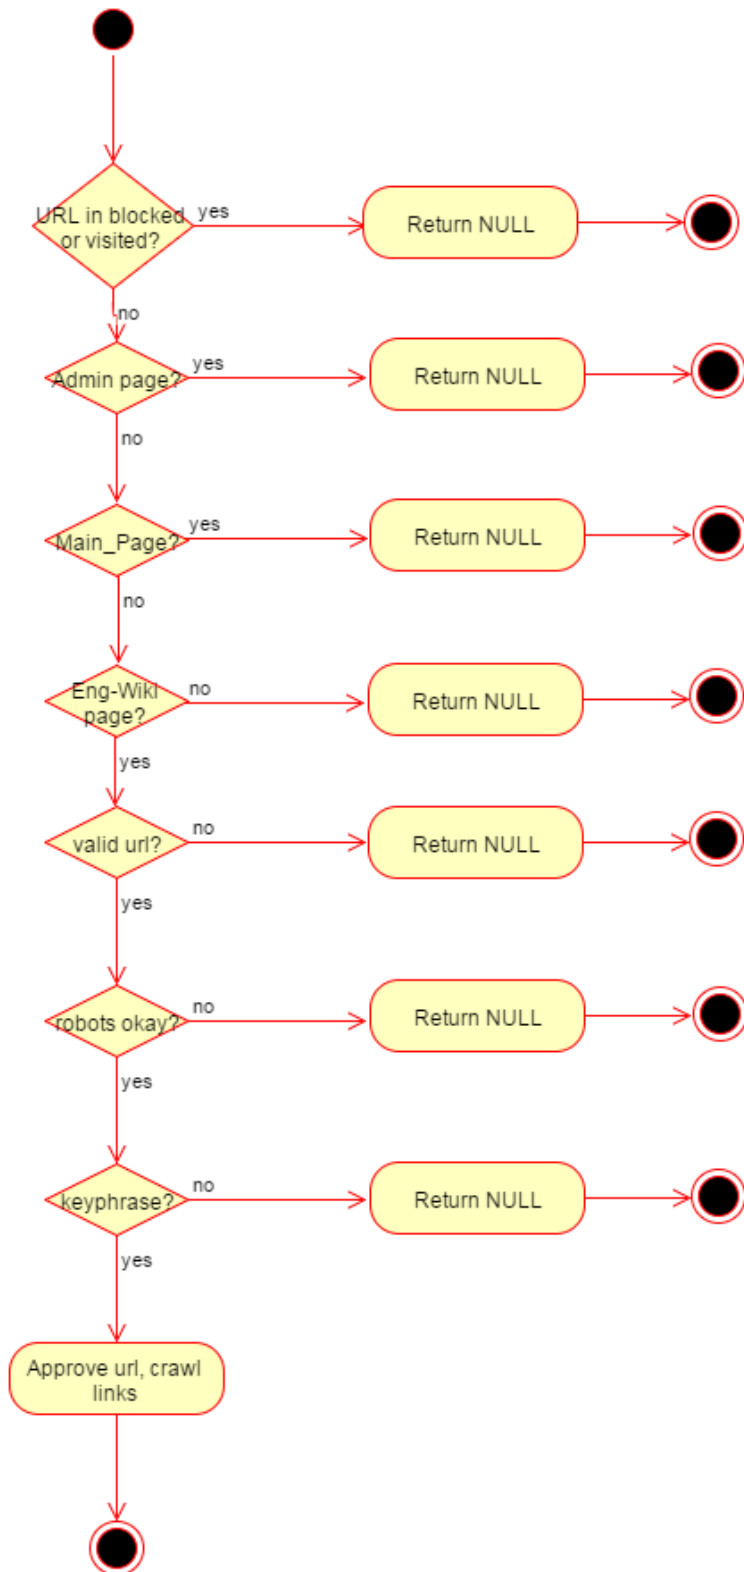 URL in blocked
or visited?
yes
Return NULL
no
Admin page?
yes
Return NULL
no
Main_Page?
yes
Return NULL
no
Eng-Wiki
page?
no
Return NULL
yes
valid url?
no
Return NULL
yes
robots okay?
no
Return NULL
yes
keyphrase?
no
Return NULL
yes
Approve url, crawl
links